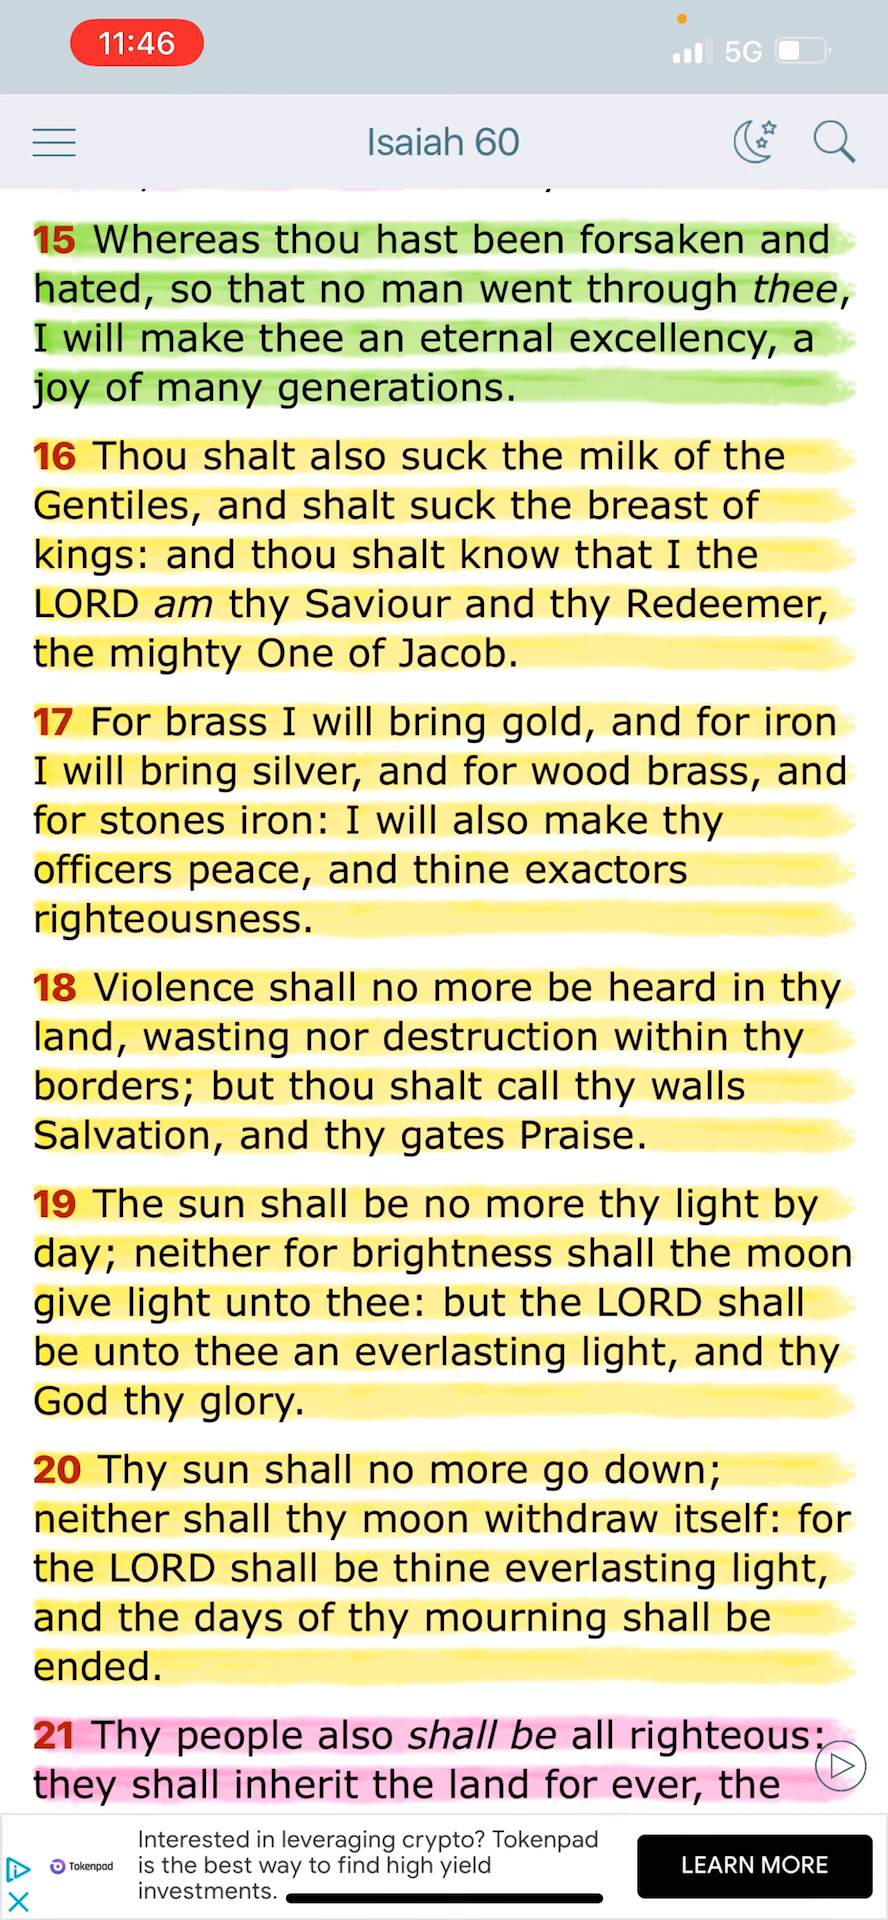 11:46
5G
Isaiah 60
15 Whereas thou hast been forsaken and
hated, so that no man went through thee,
I will make thee an eternal excellency, a
joy of many generations.
16 Thou shalt also suck the milk of the
Gentiles, and shalt suck the breast of
kings: and thou shalt know that I the
LORD am thy Saviour and thy Redeemer,
the mighty One of Jacob.
17 For brass I will bring gold, and for iron
I will bring silver, and for wood brass, and
for stones iron: I will also make thy
officers peace, and thine exactors
righteousness.
18 Violence shall no more be heard in thy
land, wasting nor destruction within thy
borders; but thou shalt call thy walls
Salvation, and thy gates Praise.
19 The sun shall be no more thy light by
day; neither for brightness shall the moon
give light unto thee: but the LORD shall
be unto thee an everlasting light, and thy
God thy glory.
20 Thy sun shall no more go down;
neither shall thy moon withdraw itself: for
the LORD shall be thine everlasting light,
and the days of thy mourning shall be
ended.
21 Thy people also shall be all righteous:
they shall inherit the land for ever, the
Tokenpad
Interested in leveraging crypto? Tokenpad
is the best way to find high yield
investments.
LEARN MORE